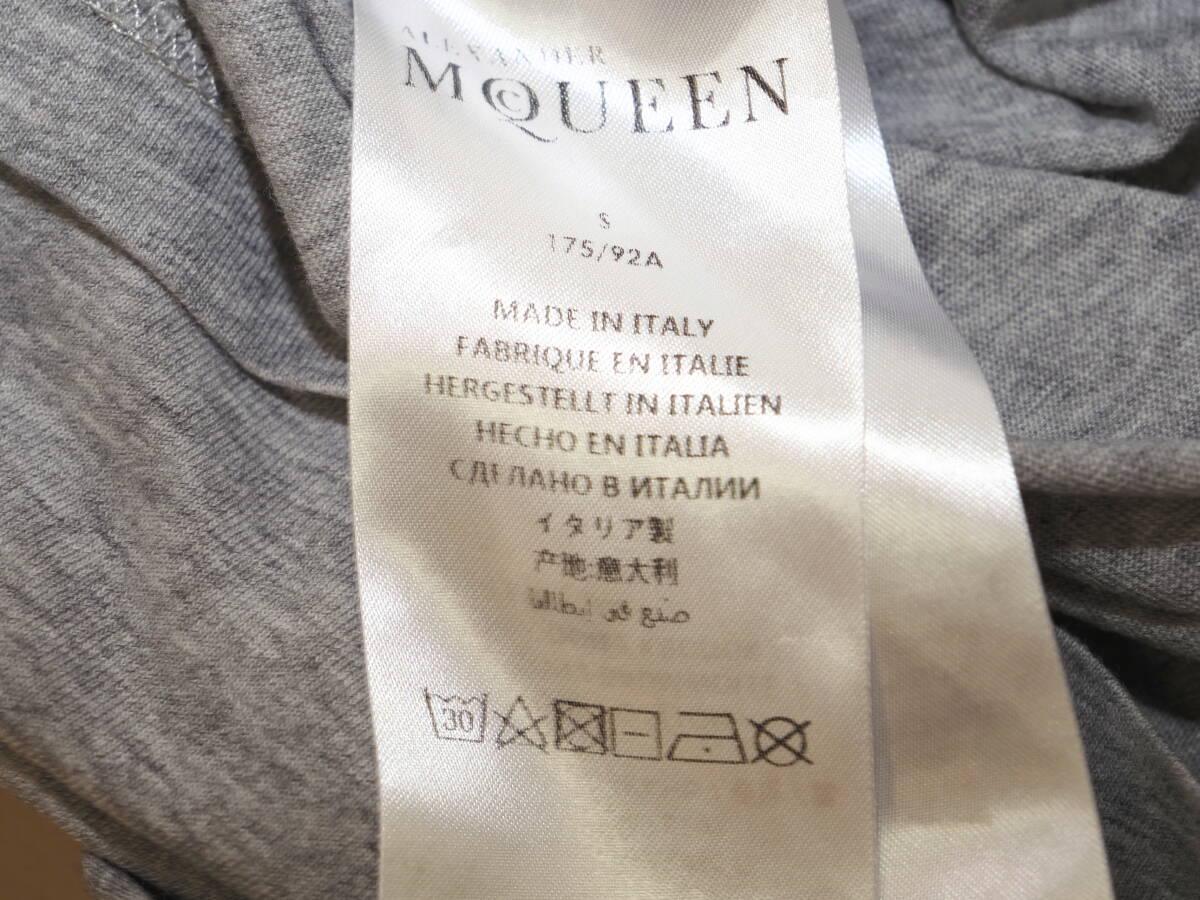 ALEXANDER
MCQUEEN
S
175/92A
MADE IN ITALY
FABRIQUE EN ITALIE
HERGESTELLT IN ITALIEN
HECHO EN ITALIA
СДЕЛАНО В ИТАЛИИ
イタリア製
产地:意大利
صنع في إيطاليا
30